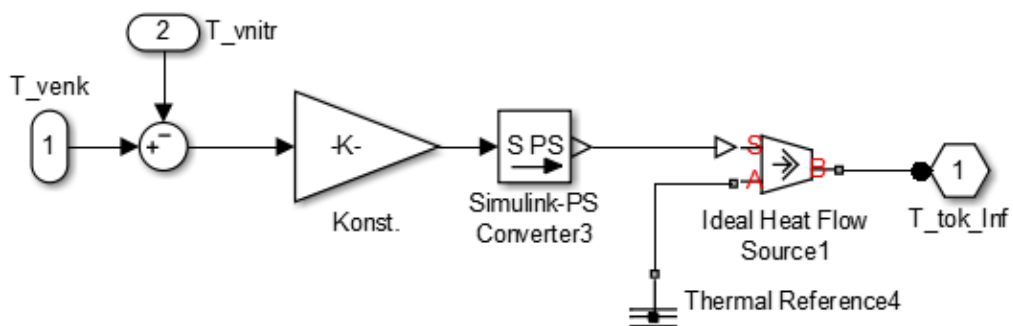 2
T_vnitr
T_venk
1
+
-
-K-
Konst.
S PS
Simulink-PS
Converter3
S
A
B
Ideal Heat Flow
Source1
1
T_tok_Inf
Thermal Reference4